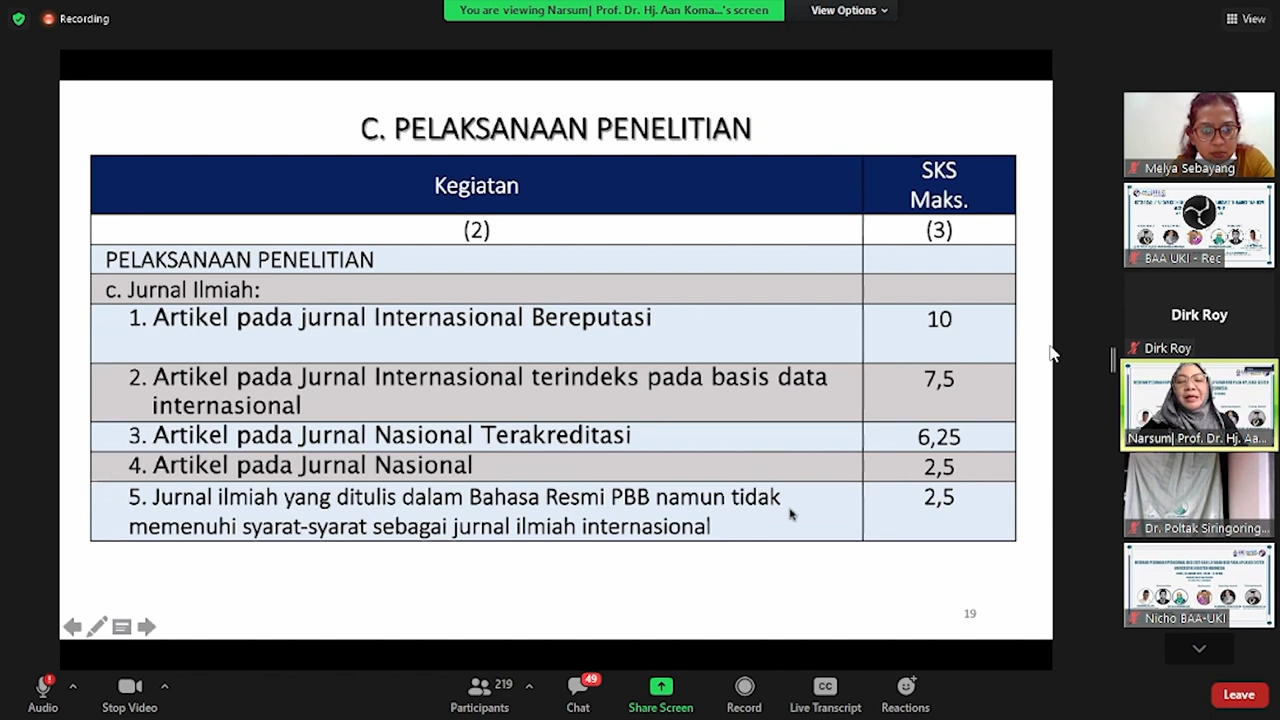 Recording
You are viewing Narsum| Prof. Dr. Hj. Aan Koma...'s screen
View Options
View
C. PELAKSANAAN PENELITIAN
Kegiatan
SKS
Maks.
(2)
(3)
PELAKSANAAN PENELITIAN
c. Jurnal Ilmiah:
1. Artikel pada jurnal Internasional Bereputasi
10
2. Artikel pada Jurnal Internasional terindeks pada basis data
internasional
7,5
3. Artikel pada Jurnal Nasional Terakreditasi
6,25
4. Artikel pada Jurnal Nasional
2,5
5. Jurnal ilmiah yang ditulis dalam Bahasa Resmi PBB namun tidak
memenuhi syarat-syarat sebagai jurnal ilmiah internasional
2,5
19
Melya Sebayang
BAA UKI - Rec
Dirk Roy
Dirk Roy
Narsum| Prof. Dr. Hj. Aa...
Dr. Poltak Siringoring...
Nicho BAA-UKI
Audio
Stop Video
219
Participants
49
Chat
Share Screen
Record
CC
Live Transcript
Reactions
Leave